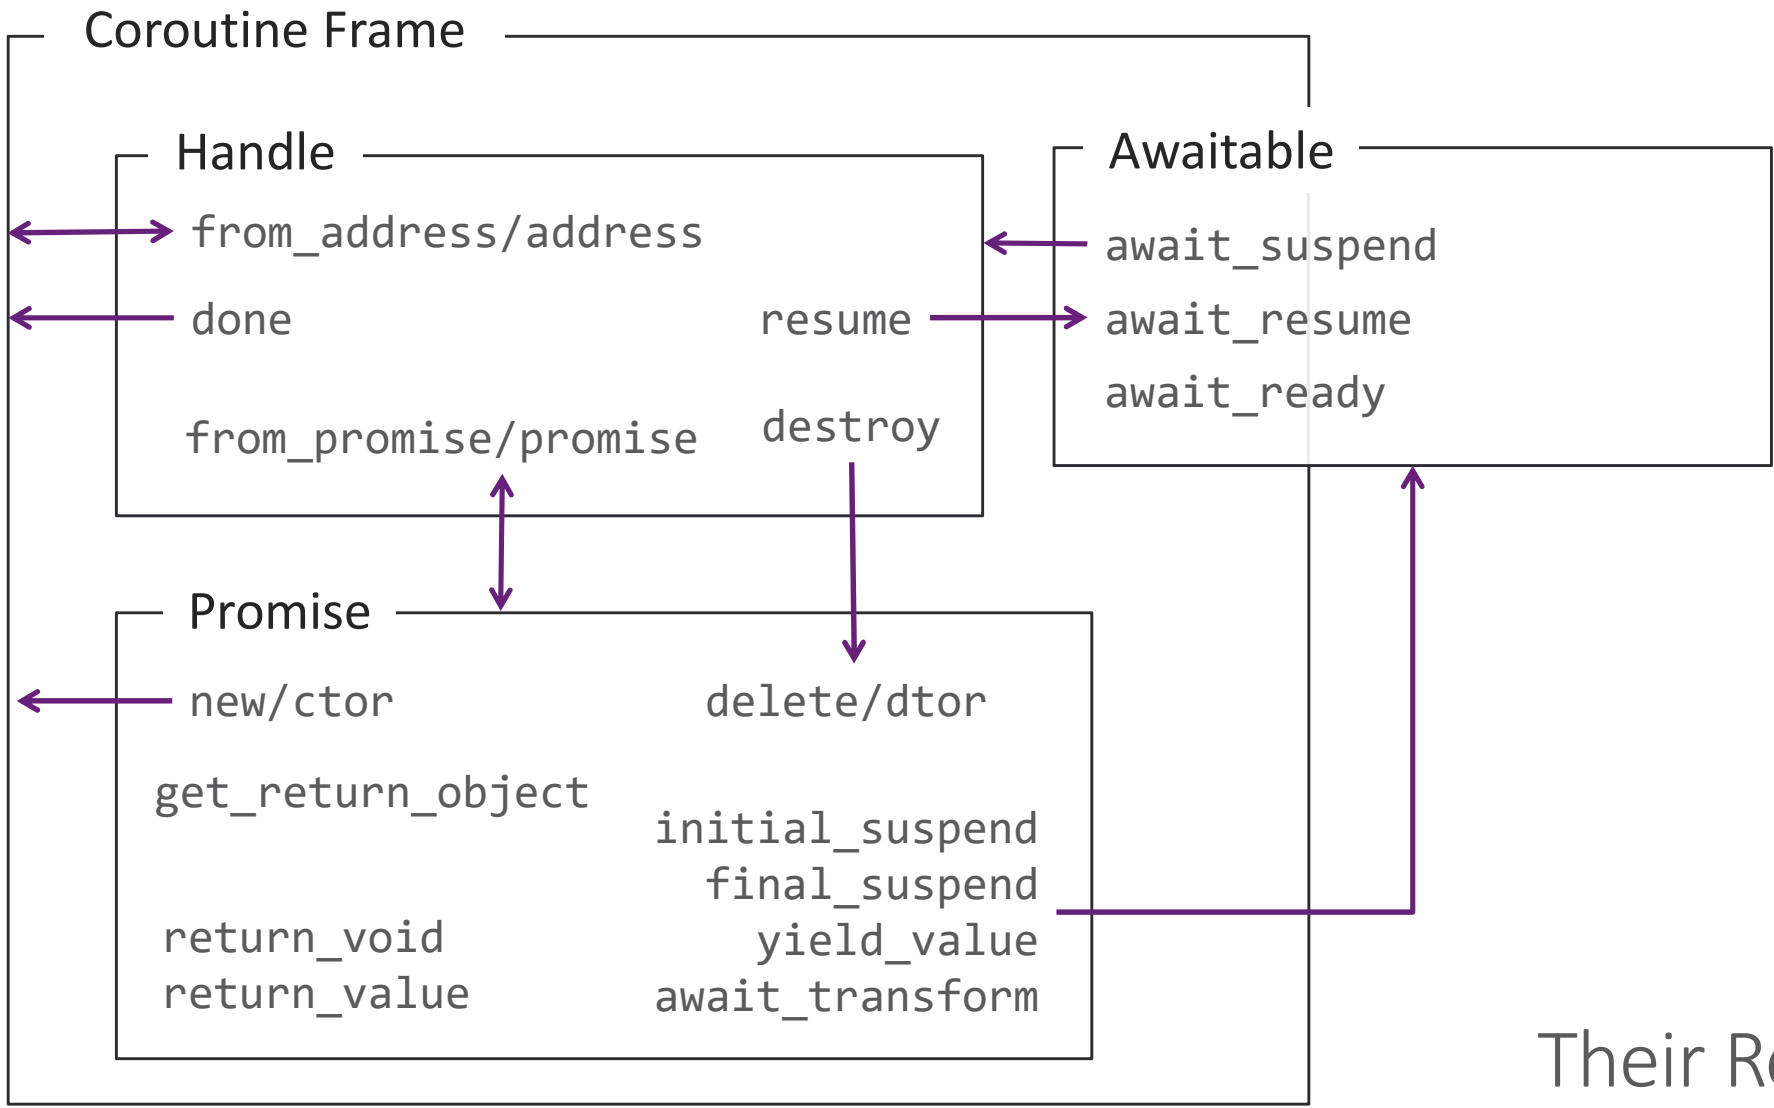 Coroutine Frame
Handle
from_address/address
done
resume
from_promise/promise
destroy
Awaitable
await_suspend
await_resume
await_ready
Promise
new/ctor
delete/dtor
get_return_object
initial_suspend
final_suspend
yield_value
await_transform
return_void
return_value
Their